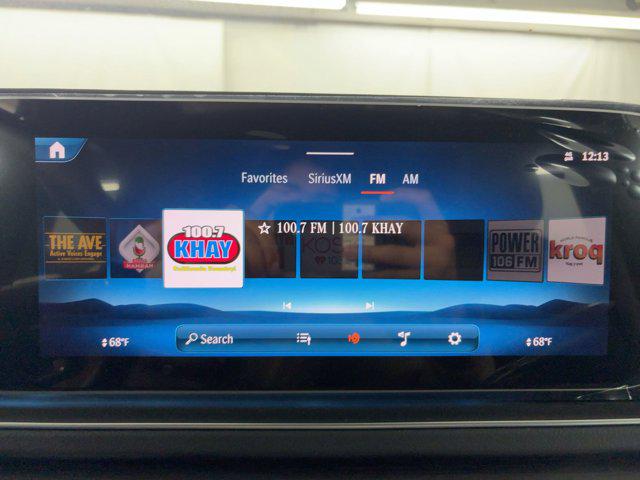 12:13
Favorites SiriusXM FM AM
THE AVE
Active Voices Engage
100.7
KHAY
☆ 100.7 FM | 100.7 KHAY
POWER
106 FM
kroq
68°F
Search
68°F